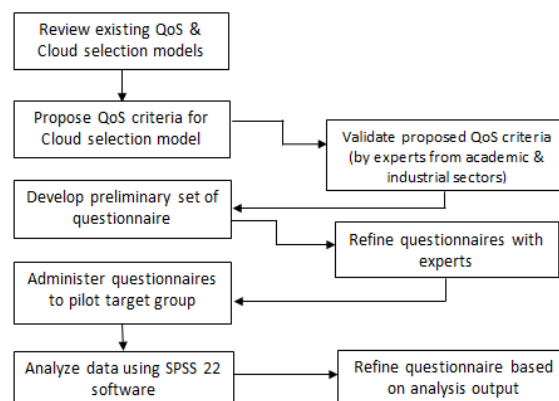 Review existing QoS &
Cloud selection models
Propose QoS criteria for
Cloud selection model
Validate proposed QoS criteria
(by experts from academic &
industrial sectors)
Develop preliminary set of
questionnaire
Refine questionnaires with
experts
Administer questionnaires
to pilot target group
Analyze data using SPSS 22
software
Refine questionnaire based
on analysis output